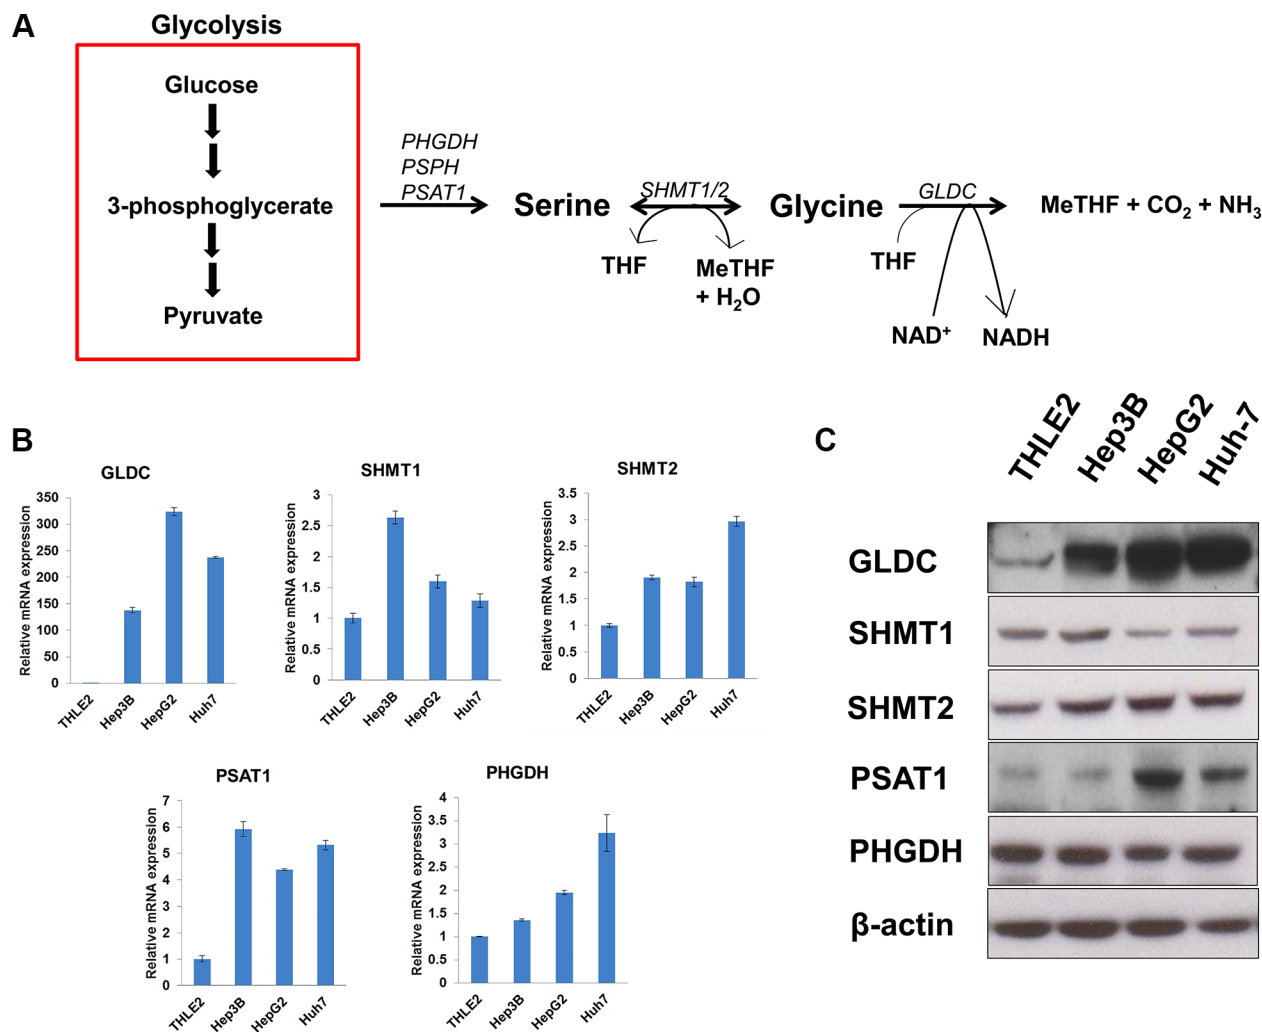 A
Glycolysis
Glucose
3-phosphoglycerate
Pyruvate
PHGDH
PSPH
PSAT1
Serine
SHMT1/2
THF
MeTHF
+ H₂O
Glycine
GLDC
THF
NAD⁺
NADH
MeTHF + CO₂ + NH₃
B
GLDC
Relative mRNA expression
350
300
250
200
150
100
50
0
THLE2
Hep3B
HepG2
Huh7
SHMT1
Relative mRNA expression
3
2.5
2
1.5
1
0.5
0
THLE2
Hep3B
HepG2
Huh7
SHMT2
Relative mRNA expression
3.5
3
2.5
2
1.5
1
0.5
0
THLE2
Hep3B
HepG2
Huh7
PSAT1
Relative mRNA expression
7
6
5
4
3
2
1
0
THLE2
Hep3B
HepG2
Huh7
PHGDH
Relative mRNA expression
4
3.5
3
2.5
2
1.5
1
0.5
0
THLE2
Hep3B
HepG2
Huh7
C
THLE2
Hep3B
HepG2
Huh-7
GLDC
SHMT1
SHMT2
PSAT1
PHGDH
β-actin